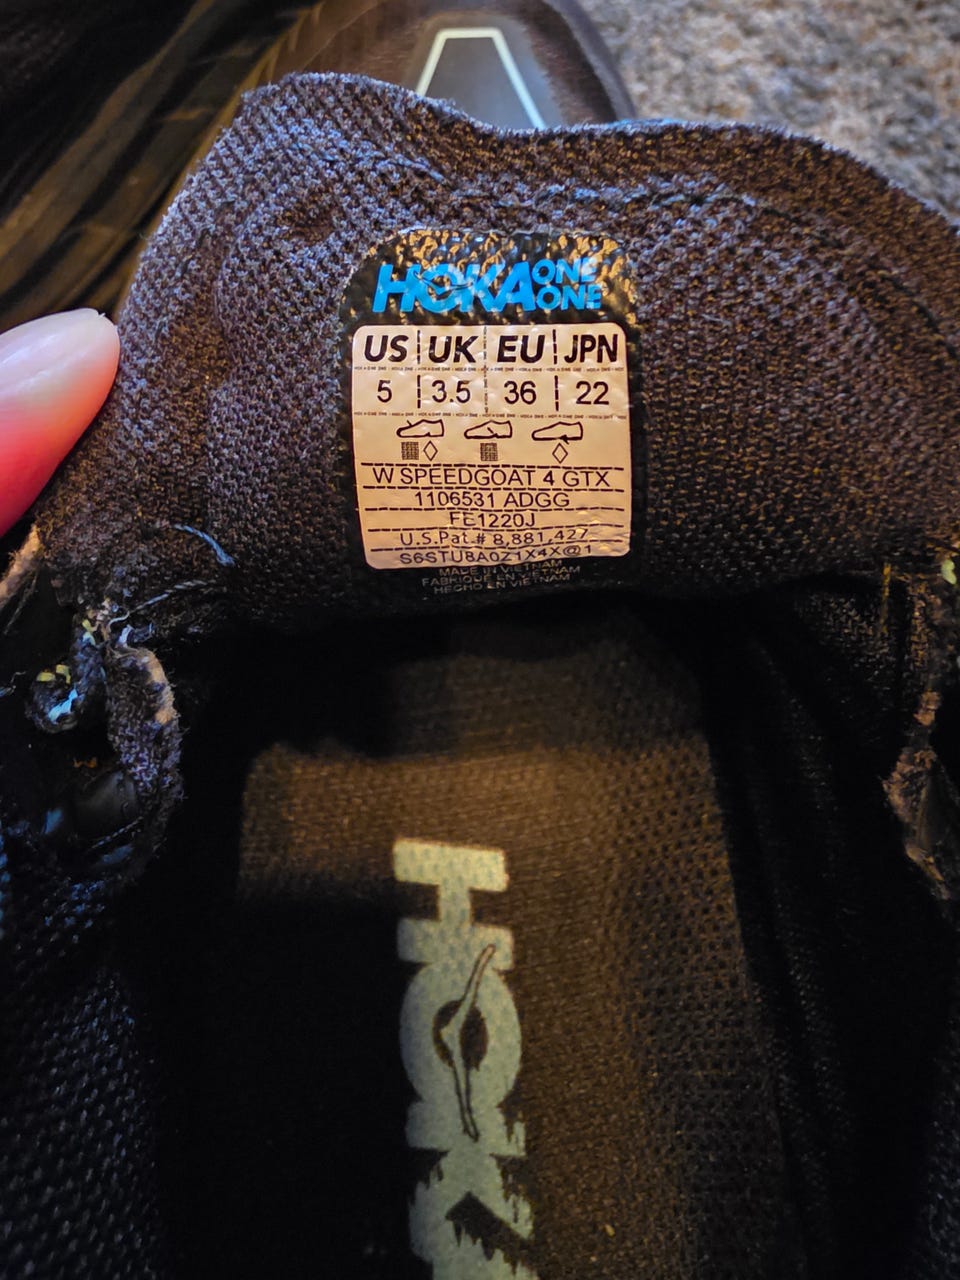 HOKA ONE ONE
US UK EU JPN
5 3.5 36 22
W SPEEDGOAT 4 GTX
1106531 ADGG
FE1220J
U.S.Pat.# 8,881,427
S6STU8A0Z1X4X@1
MADE IN VIETNAM
FABRIQUE EN VIETNAM
HECHO EN VIETNAM
HOKA